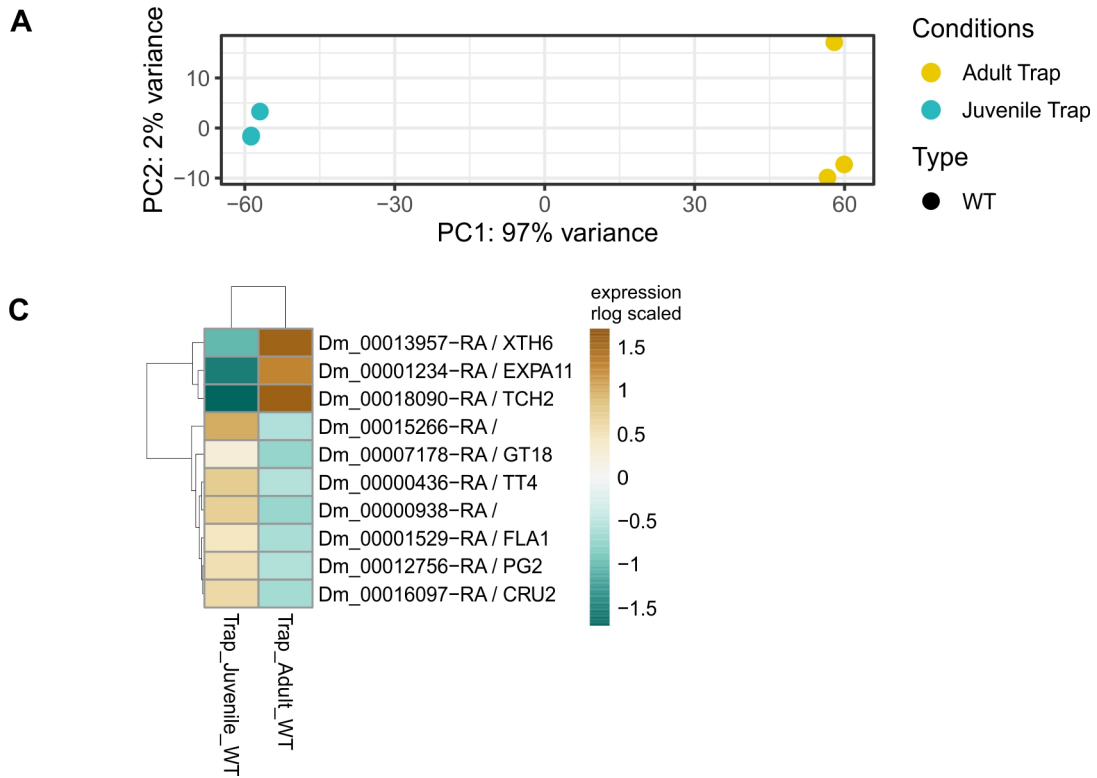 A
PC2: 2% variance
10
0
−10
−60
−30
0
30
60
PC1: 97% variance
Conditions
Adult Trap
Juvenile Trap
Type
WT
C
expression
rlog scaled
1.5
1
0.5
0
−0.5
−1
−1.5
Dm_00013957−RA / XTH6
Dm_00001234−RA / EXPA11
Dm_00018090−RA / TCH2
Dm_00015266−RA /
Dm_00007178−RA / GT18
Dm_00000436−RA / TT4
Dm_00000938−RA /
Dm_00001529−RA / FLA1
Dm_00012756−RA / PG2
Dm_00016097−RA / CRU2
Trap_Juvenile_WT
Trap_Adult_WT